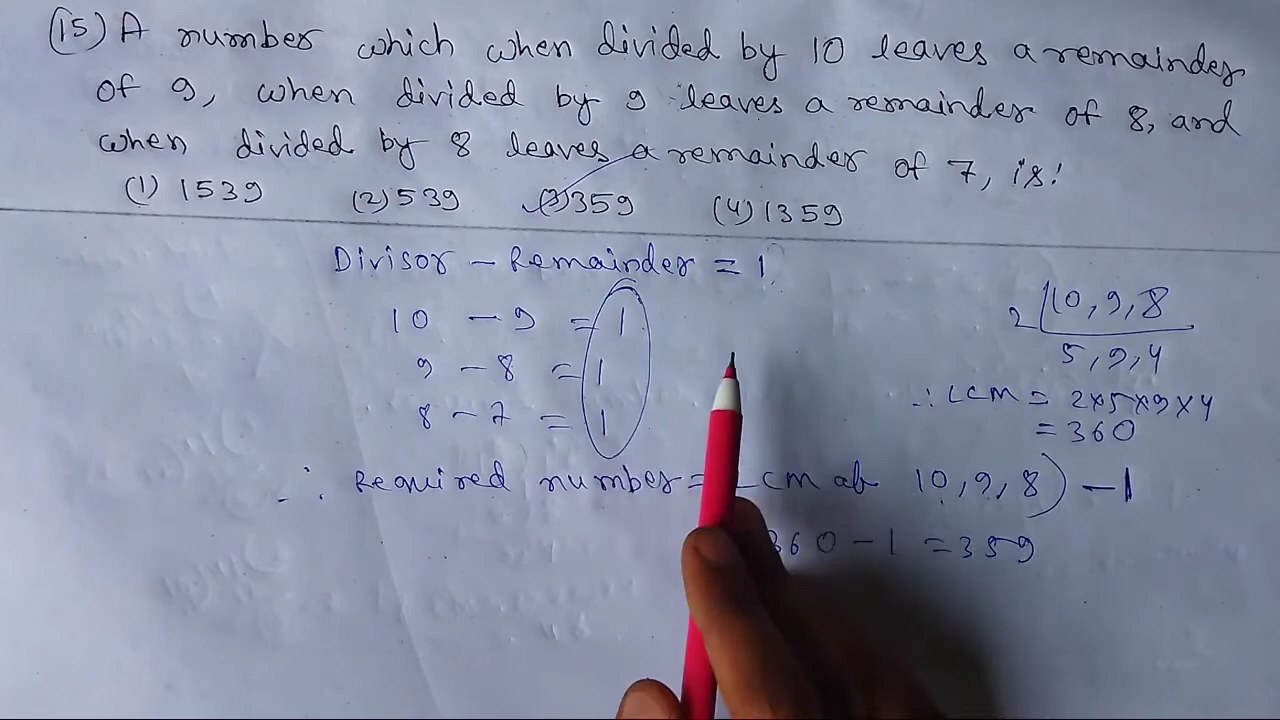 (15) A number which when divided by 10 leaves a remainder
of 9, when divided by 9 leaves a remainder of 8, and
when divided by 8 leaves a remainder of 7, is:
(1) 1539 (2) 539 (3) 359 (4) 1359
Divisor - Remainder = 1
10 - 9 = 1
9 - 8 = 1
8 - 7 = 1
2 10, 9, 8
5, 9, 4
∴ LCM = 2×5×9×4
= 360
∴ Required number = LCM of 10, 9, 8) - 1
360 - 1 = 359